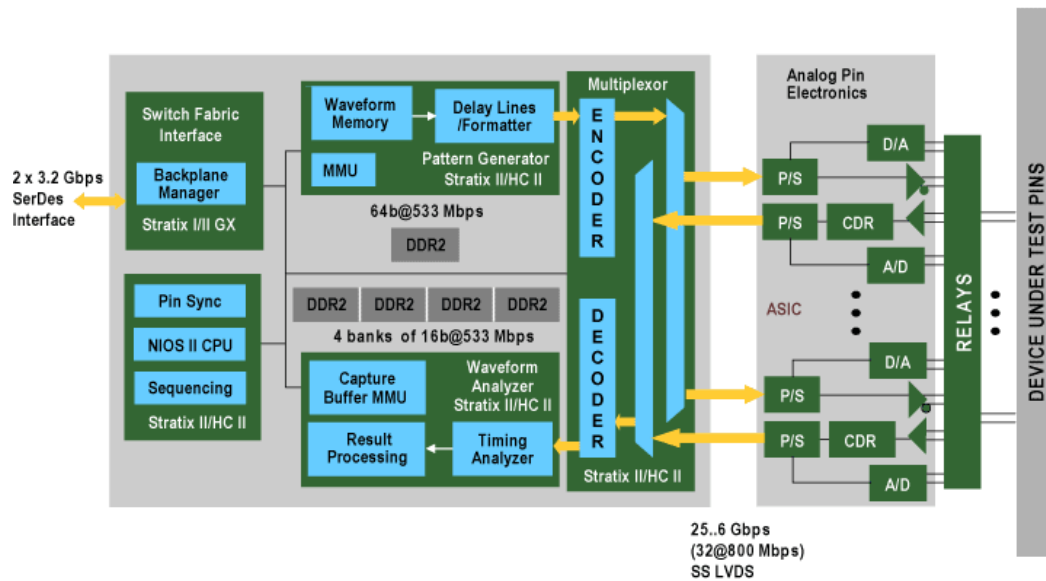 Switch Fabric
Interface
Backplane
Manager
Stratix I/II GX
2 x 3.2 Gbps
SerDes
Interface
Pin Sync
NIOS II CPU
Sequencing
Stratix II/HC II
Waveform
Memory
Delay Lines
/Formatter
MMU
Pattern Generator
Stratix II/HC II
64b@533 Mbps
DDR2
DDR2
DDR2
DDR2
DDR2
4 banks of 16b@533 Mbps
Waveform
Analyzer
Stratix II/HC II
Capture
Buffer MMU
Result
Processing
Timing
Analyzer
Multiplexor
ENCODER
DECODER
Stratix II/HC II
25..6 Gbps
(32@800 Mbps)
SS LVDS
Analog Pin
Electronics
D/A
P/S
P/S
CDR
A/D
ASIC
D/A
P/S
P/S
CDR
A/D
RELAYS
DEVICE UNDER TEST PINS